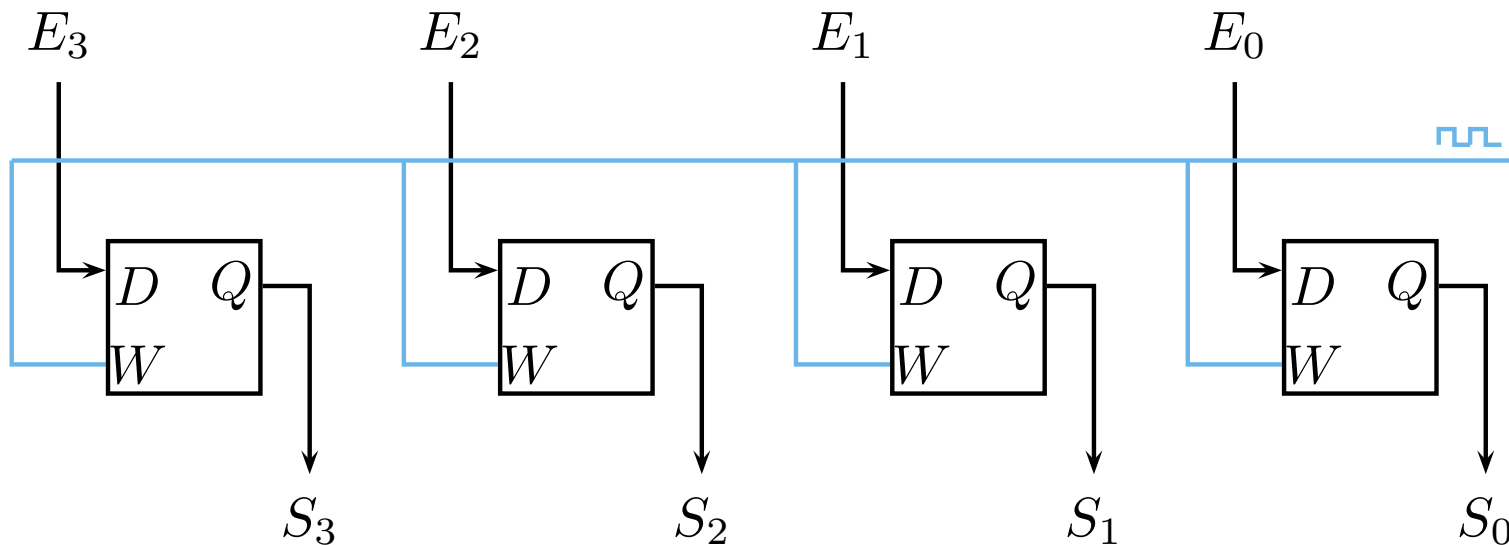 E₃ E₂ E₁ E₀
D Q D Q D Q D Q
W W W W
S₃ S₂ S₁ S₀